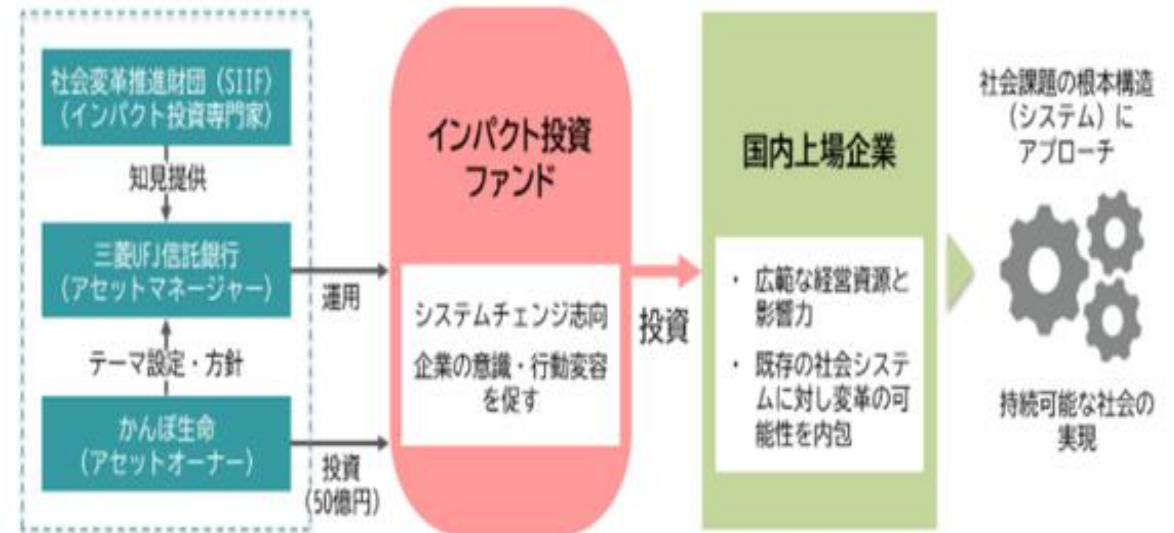 社会変革推進財団（SIIF）
（インパクト投資専門家）
知見提供
三菱UFJ信託銀行
（アセットマネージャー）
テーマ設定・方針
かんぽ生命
（アセットオーナー）
運用
投資
（50億円）
インパクト投資
ファンド
システムチェンジ志向
企業の意識・行動変容
を促す
投資
国内上場企業
・ 広範な経営資源と
影響力
・ 既存の社会システ
ムに対し変革の可
能性を内包
社会課題の根本構造
（システム）に
アプローチ
持続可能な社会の
実現